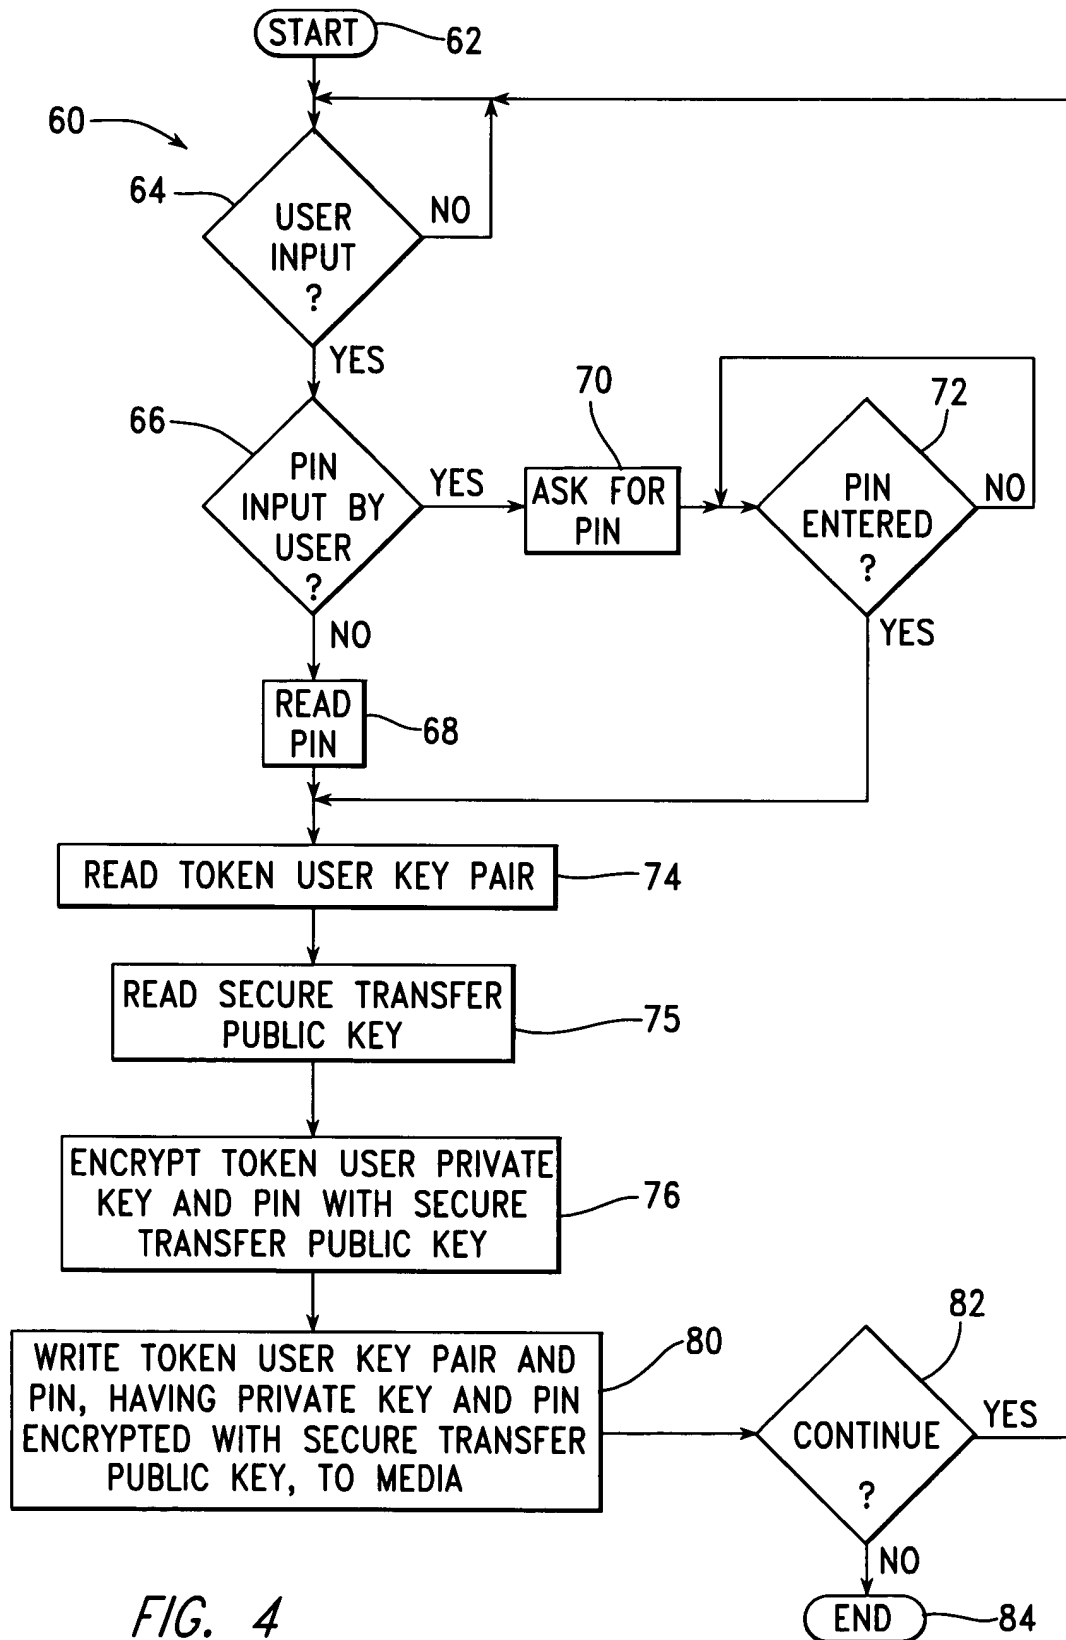 START
62
60
64
USER
INPUT
?
NO
YES
66
PIN
INPUT BY
USER
?
YES
70
ASK FOR
PIN
72
PIN
ENTERED
?
NO
YES
NO
READ
PIN
68
READ TOKEN USER KEY PAIR
74
READ SECURE TRANSFER
PUBLIC KEY
75
ENCRYPT TOKEN USER PRIVATE
KEY AND PIN WITH SECURE
TRANSFER PUBLIC KEY
76
WRITE TOKEN USER KEY PAIR AND
PIN, HAVING PRIVATE KEY AND PIN
ENCRYPTED WITH SECURE TRANSFER
PUBLIC KEY, TO MEDIA
80
82
CONTINUE
?
YES
NO
END
84
FIG. 4